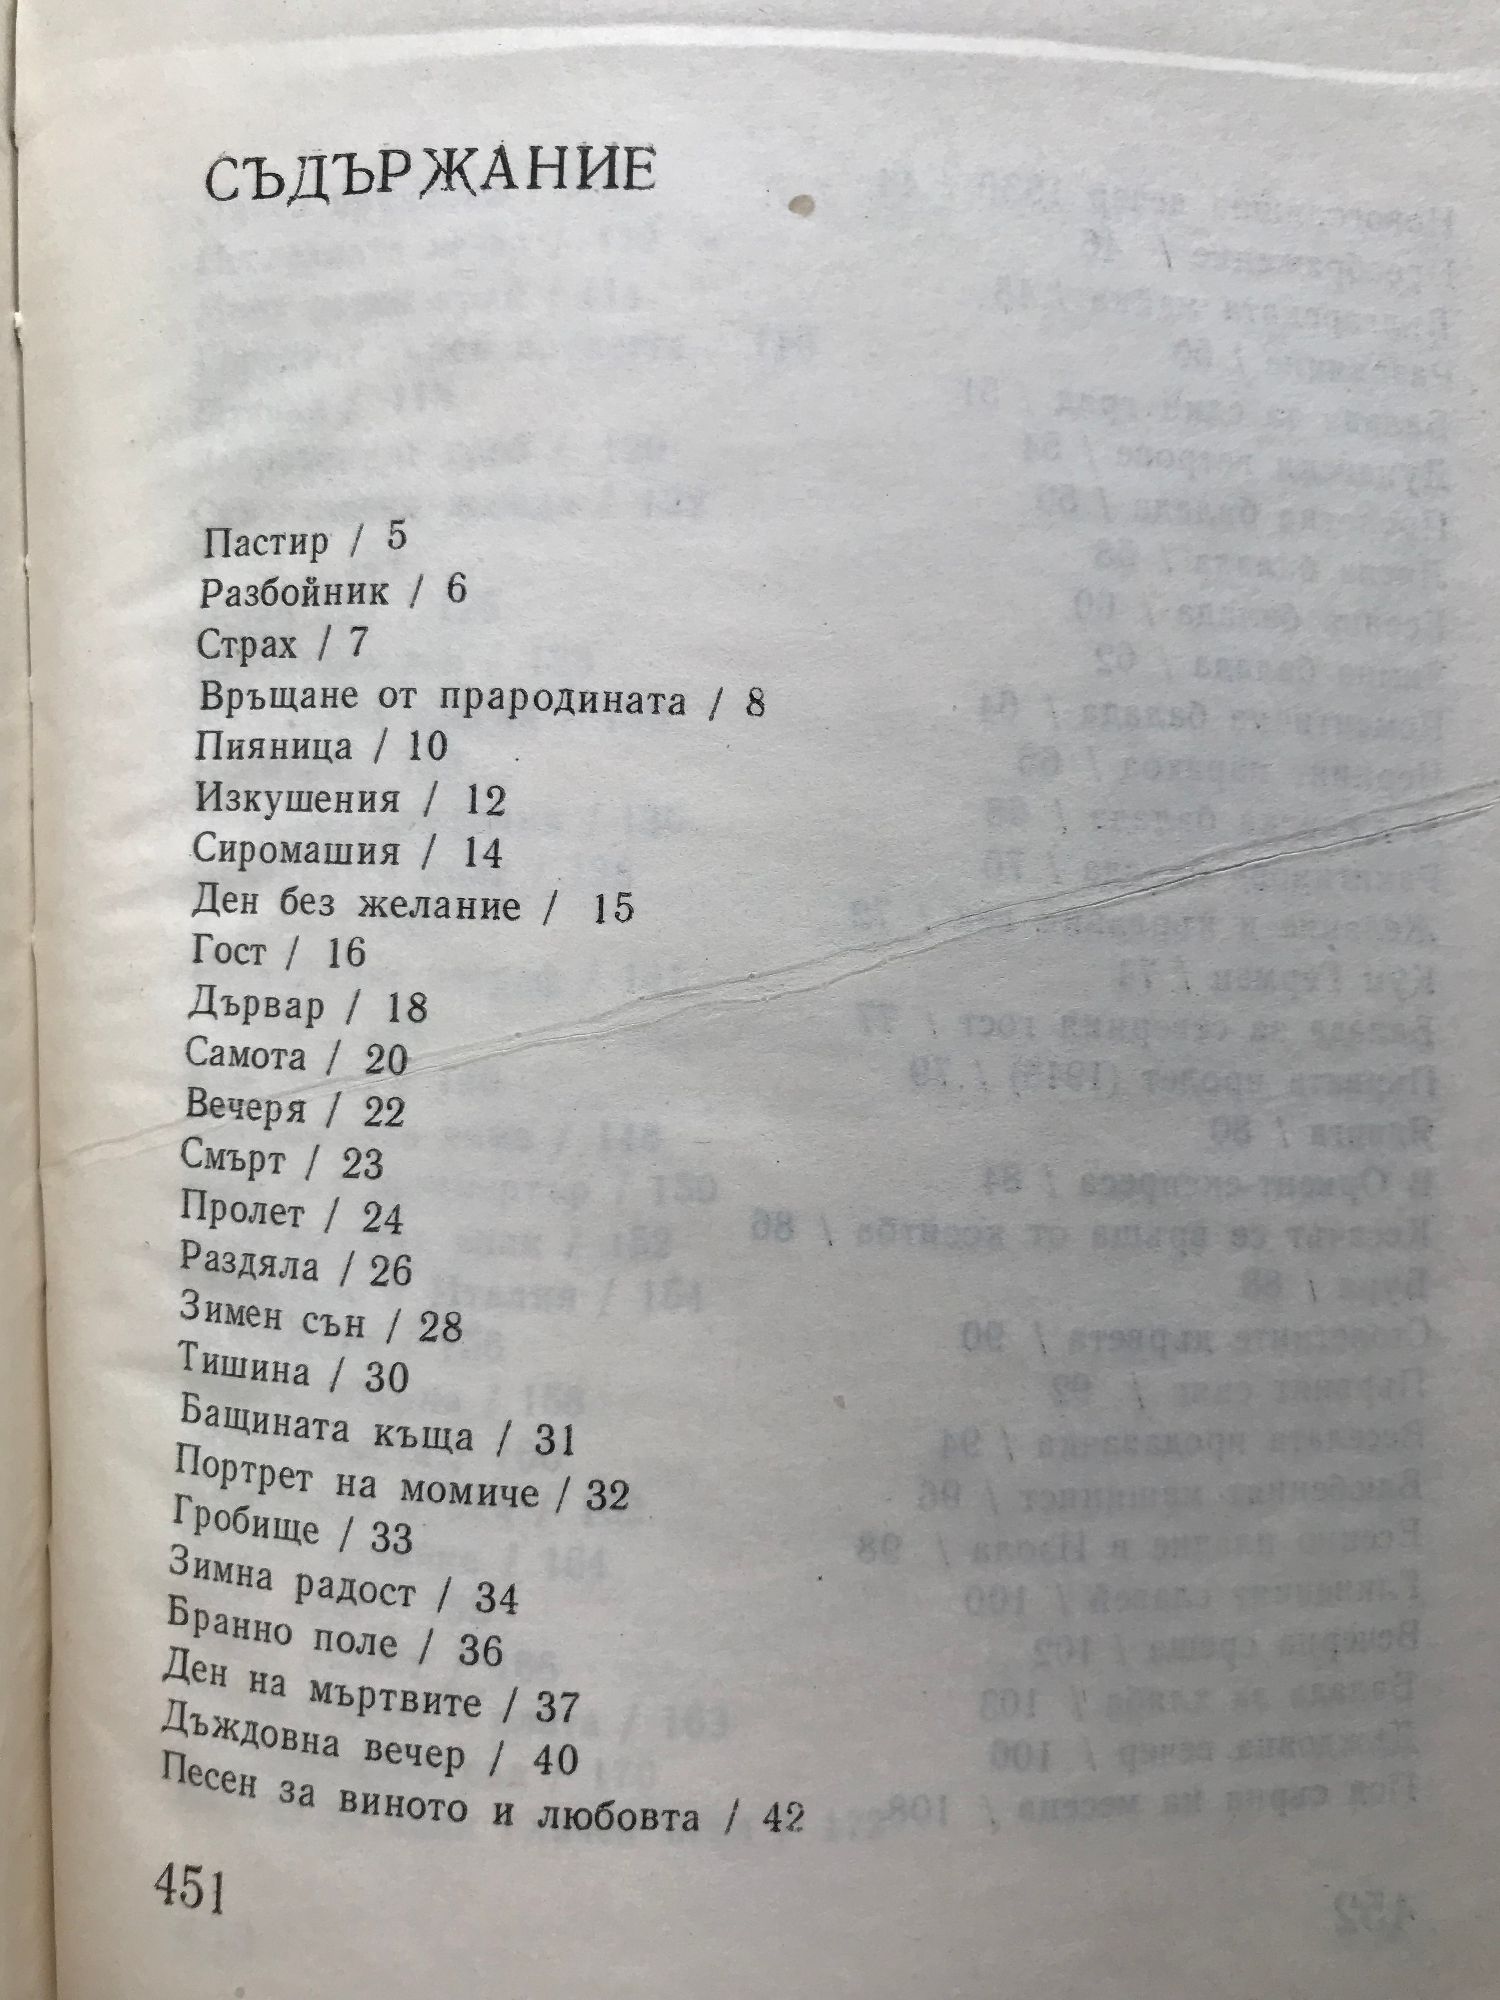 СЪДЪРЖАНИЕ
Пастир / 5
Разбойник / 6
Страх / 7
Връщане от прародината / 8
Пияница / 10
Изкушения / 12
Сиромашия / 14
Ден без желание / 15
Гост / 16
Дървар / 18
Самота / 20
Вечеря / 22
Смърт / 23
Пролет / 24
Раздяла / 26
Зимен сън / 28
Тишина / 30
Бащината къща / 31
Портрет на момиче / 32
Гробище / 33
Зимна радост / 34
Бранно поле / 36
Ден на мъртвите / 37
Дъждовна вечер / 40
Песен за виното и любовта / 42
451